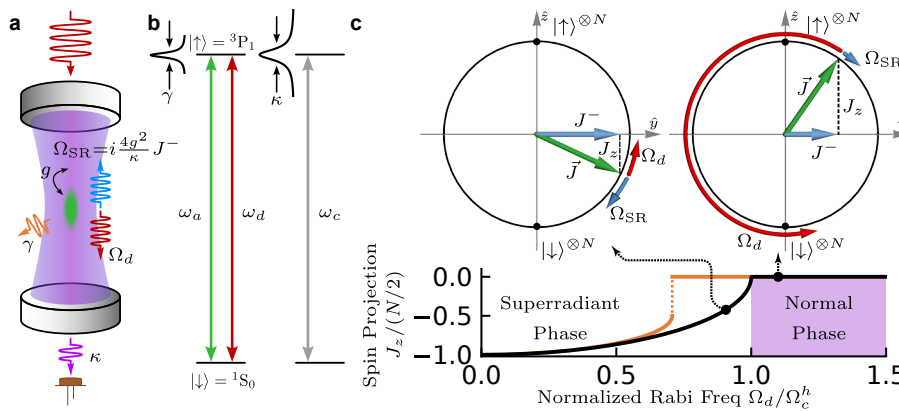 a
Ω_SR=i 4g²/κ J⁻
g
γ
Ω_d
κ
b
|↑⟩ = ³P₁
γ
κ
ω_a
ω_d
ω_c
|↓⟩ = ¹S₀
c
ẑ |↑⟩^⊗N
J⁻
ŷ
J_z
J⃗
Ω_d
Ω_SR
|↓⟩^⊗N
ẑ |↑⟩^⊗N
Ω_SR
J⃗
J_z
J⁻
Ω_d
|↓⟩^⊗N
Spin Projection
J_z/(N/2)
0.0
−0.5
−1.0
Superradiant
Phase
Normal
Phase
0.0 0.5 1.0 1.5
Normalized Rabi Freq Ω_d/Ω_c^h